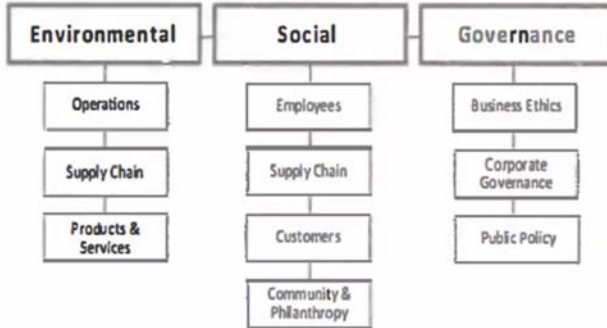 Environmental
Social
Governance
Operations
Employees
Business Ethics
Supply Chain
Supply Chain
Corporate
Governance
Products &
Services
Customers
Public Policy
Community &
Philanthropy